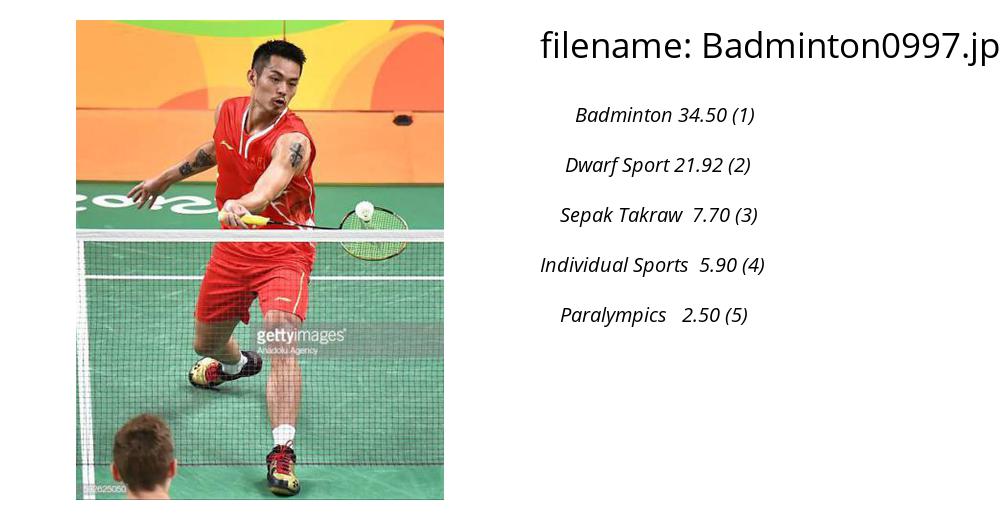 filename: Badminton0997.jp
Badminton 34.50 (1)
Dwarf Sport 21.92 (2)
Sepak Takraw 7.70 (3)
Individual Sports 5.90 (4)
Paralympics 2.50 (5)
gettyimages®
Anadolu Agency
592625050